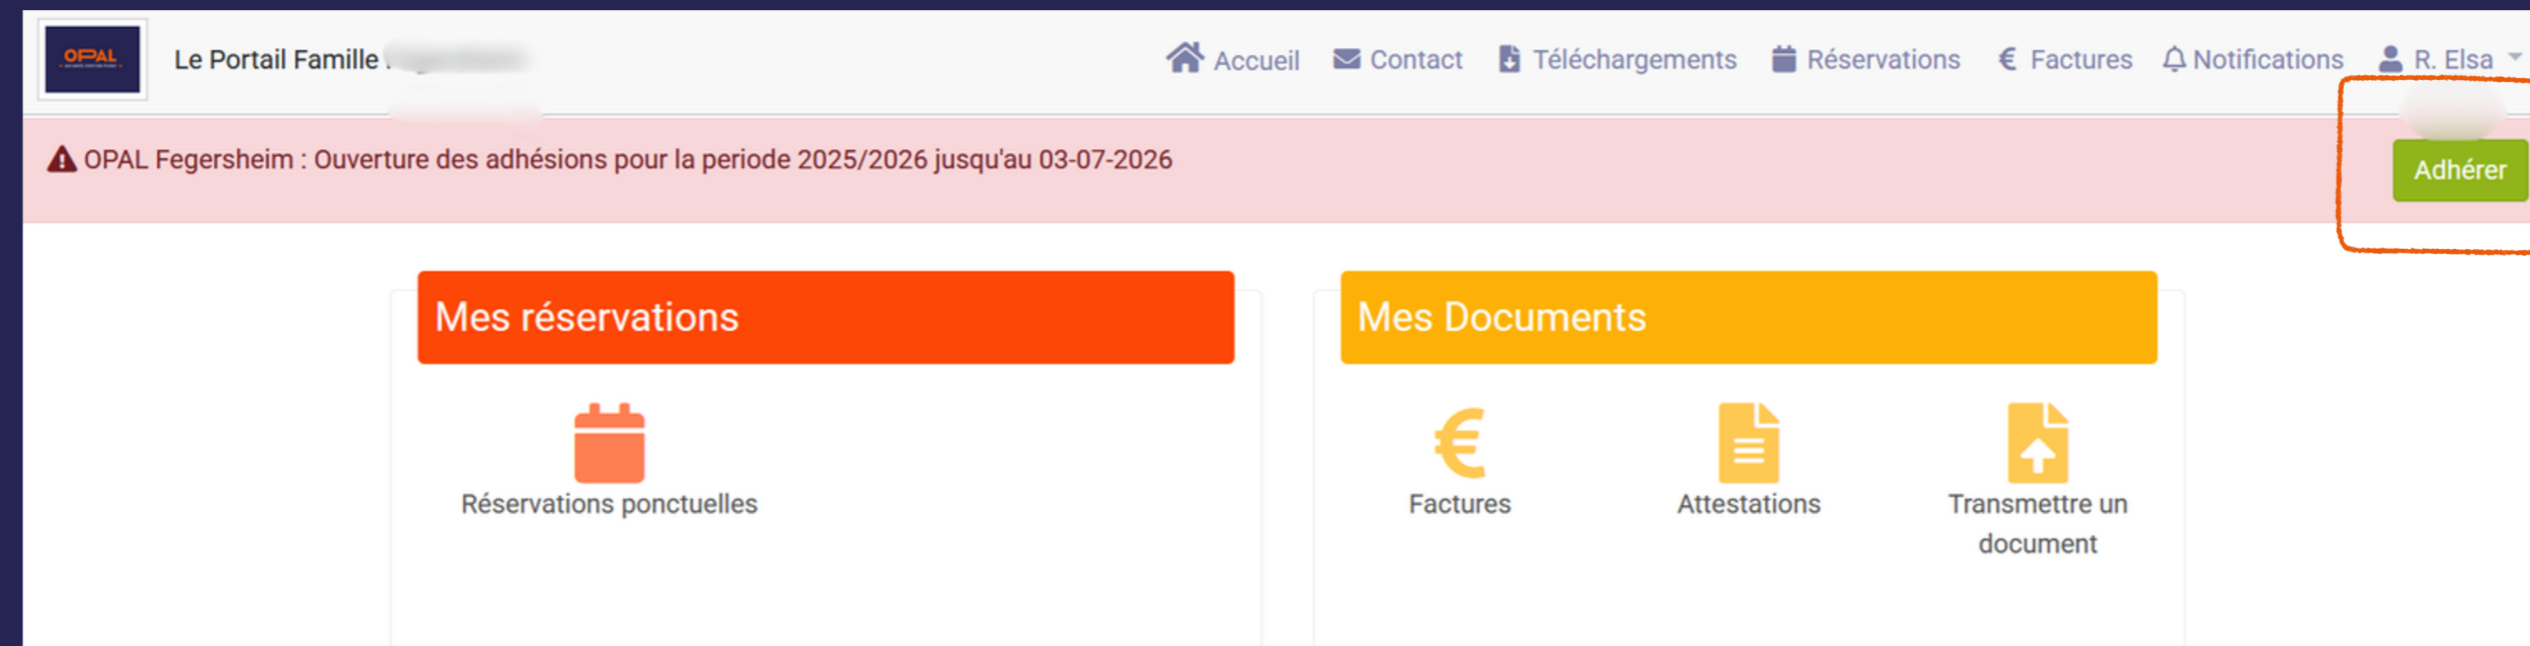 OPAL
Le Portail Famille
Accueil
Contact
Téléchargements
Réservations
€ Factures
Notifications
R. Elsa
OPAL Fegersheim : Ouverture des adhésions pour la periode 2025/2026 jusqu'au 03-07-2026
Adhérer
Mes réservations
Mes Documents
Réservations ponctuelles
€
Factures
Attestations
Transmettre un
document